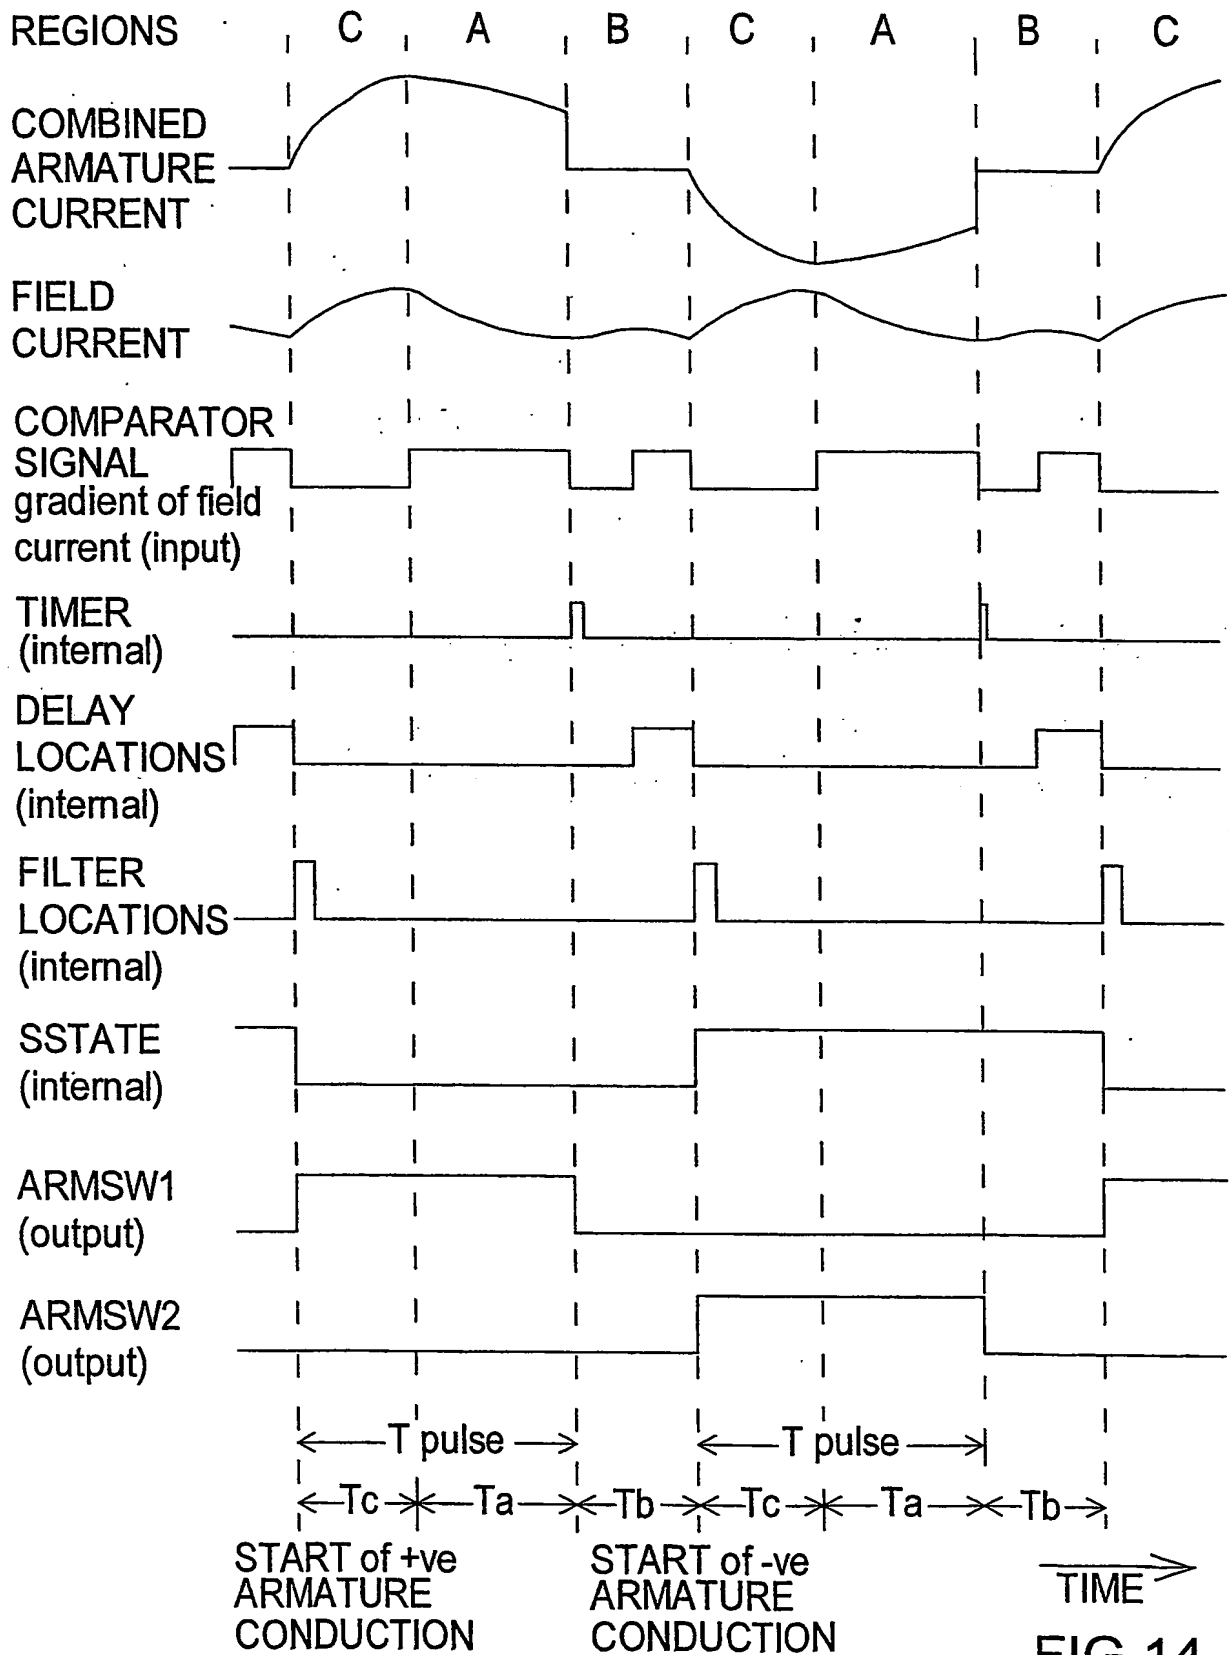 REGIONS C A B C A B C
COMBINED
ARMATURE
CURRENT
FIELD
CURRENT
COMPARATOR
SIGNAL
gradient of field
current (input)
TIMER
(internal)
DELAY
LOCATIONS
(internal)
FILTER
LOCATIONS
(internal)
SSTATE
(internal)
ARMSW1
(output)
ARMSW2
(output)
T pulse T pulse
Tc Ta Tb Tc Ta Tb
START of +ve
ARMATURE
CONDUCTION
START of -ve
ARMATURE
CONDUCTION
TIME
FIG 14